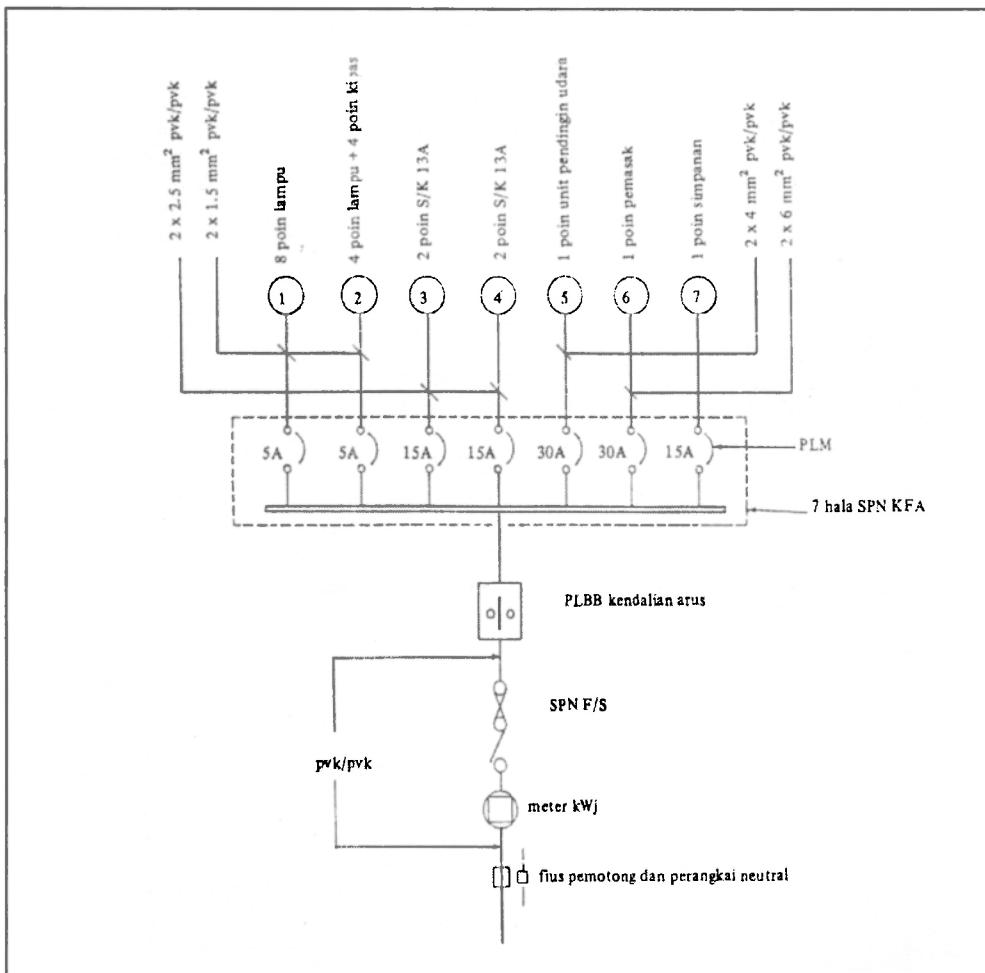 2 x 2.5 mm² pvk/pvk
2 x 1.5 mm² pvk/pvk
8 poin lampu
4 poin lampu + 4 poin kipas
2 poin S/K 13A
2 poin S/K 13A
1 poin unit pendingin udara
1 poin pemasak
1 poin simpanan
2 x 4 mm² pvk/pvk
2 x 6 mm² pvk/pvk
1
2
3
4
5
6
7
5A
5A
15A
15A
30A
30A
15A
PLM
7 hala SPN KFA
PLBB kendalian arus
SPN F/S
pvk/pvk
meter kWj
fius pemotong dan perangkai neutral